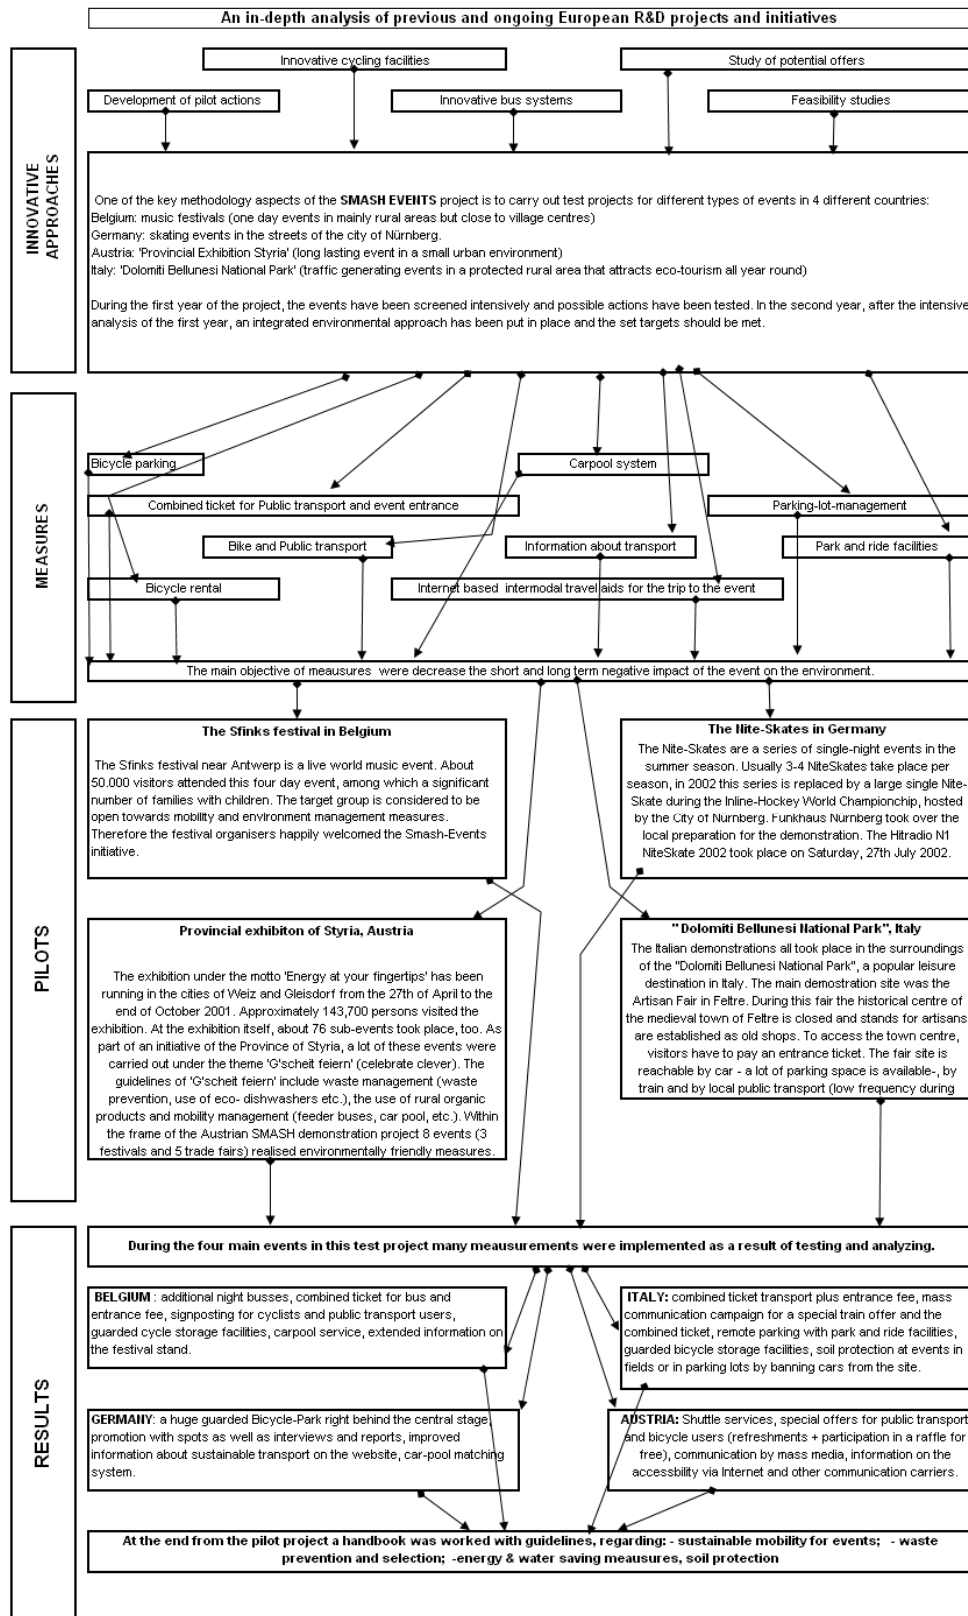 An in-depth analysis of previous and ongoing European R&D projects and initiatives
INNOVATIVE
APPROACHES
Innovative cycling facilities
Study of potential offers
Development of pilot actions
Innovative bus systems
Feasibility studies
One of the key methodology aspects of the SMASH EVENTS project is to carry out test projects for different types of events in 4 different countries:
Belgium: music festivals (one day events in mainly rural areas but close to village centres)
Germany: skating events in the streets of the city of Nürnberg.
Austria: 'Provincial Exhibition Styria' (long lasting event in a small urban environment)
Italy: 'Dolomiti Bellunesi National Park' (traffic generating events in a protected rural area that attracts eco-tourism all year round)
During the first year of the project, the events have been screened intensively and possible actions have been tested. In the second year, after the intensive
analysis of the first year, an integrated environmental approach has been put in place and the set targets should be met.
MEASURES
Bicycle parking
Carpool system
Combined ticket for Public transport and event entrance
Parking-lot-management
Bike and Public transport
Information about transport
Park and ride facilities
Bicycle rental
Internet based intermodal travel aids for the trip to the event
The main objective of meausures were decrease the short and long term negative impact of the event on the environment.
PILOTS
The Sfinks festival in Belgium
The Sfinks festival near Antwerp is a live world music event. About
50.000 visitors attended this four day event, among which a significant
number of families with children. The target group is considered to be
open towards mobility and environment management measures.
Therefore the festival organisers happily welcomed the Smash-Events
initiative.
The Nite-Skates in Germany
The Nite-Skates are a series of single-night events in the
summer season. Usually 3-4 NiteSkates take place per
season, in 2002 this series is replaced by a large single Nite-
Skate during the Inline-Hockey World Championchip, hosted
by the City of Nurnberg. Funkhaus Nürnberg took over the
local preparation for the demonstration. The Hitradio N1
NiteSkate 2002 took place on Saturday, 27th July 2002.
Provincial exhibiton of Styria, Austria
The exhibition under the motto 'Energy at your fingertips' has been
running in the cities of Weiz and Gleisdorf from the 27th of April to the
end of October 2001. Approximately 143,700 persons visited the
exhibition. At the exhibition itself, about 76 sub-events took place, too. As
part of an initiative of the Province of Styria, a lot of these events were
carried out under the theme 'G'scheit feiern' (celebrate clever). The
guidelines of 'G'scheit feiern' include waste management (waste
prevention, use of eco- dishwashers etc.), the use of rural organic
products and mobility management (feeder buses, car pool, etc.). Within
the frame of the Austrian SMASH demonstration project 8 events (3
festivals and 5 trade fairs) realised environmentally friendly measures.
"Dolomiti Bellunesi National Park", Italy
The Italian demonstrations all took place in the surroundings
of the "Dolomiti Bellunesi National Park", a popular leisure
destination in Italy. The main demostration site was the
Artisan Fair in Feltre. During this fair the historical centre of
the medieval town of Feltre is closed and stands for artisans
are established as old shops. To access the town centre,
visitors have to pay an entrance ticket. The fair site is
reachable by car - a lot of parking space is available-, by
train and by local public transport (low frequency during
RESULTS
During the four main events in this test project many meausurements were implemented as a result of testing and analyzing.
BELGIUM : additional night busses, combined ticket for bus and
entrance fee, signposting for cyclists and public transport users,
guarded cycle storage facilities, carpool service, extended information on
the festival stand.
ITALY: combined ticket transport plus entrance fee, mass
communication campaign for a special train offer and the
combined ticket, remote parking with park and ride facilities,
guarded bicycle storage facilities, soil protection at events in
fields or in parking lots by banning cars from the site.
GERMANY: a huge guarded Bicycle-Park right behind the central stage,
promotion with spots as well as interviews and reports, improved
information about sustainable transport on the website, car-pool matching
system.
AUSTRIA: Shuttle services, special offers for public transport
and bicycle users (refreshments + participation in a raffle for
free), communication by mass media, information on the
accessbility via Internet and other communication carriers.
At the end from the pilot project a handbook was worked with guidelines, regarding: - sustainable mobility for events; - waste
prevention and selection; -energy & water saving meausures, soil protection